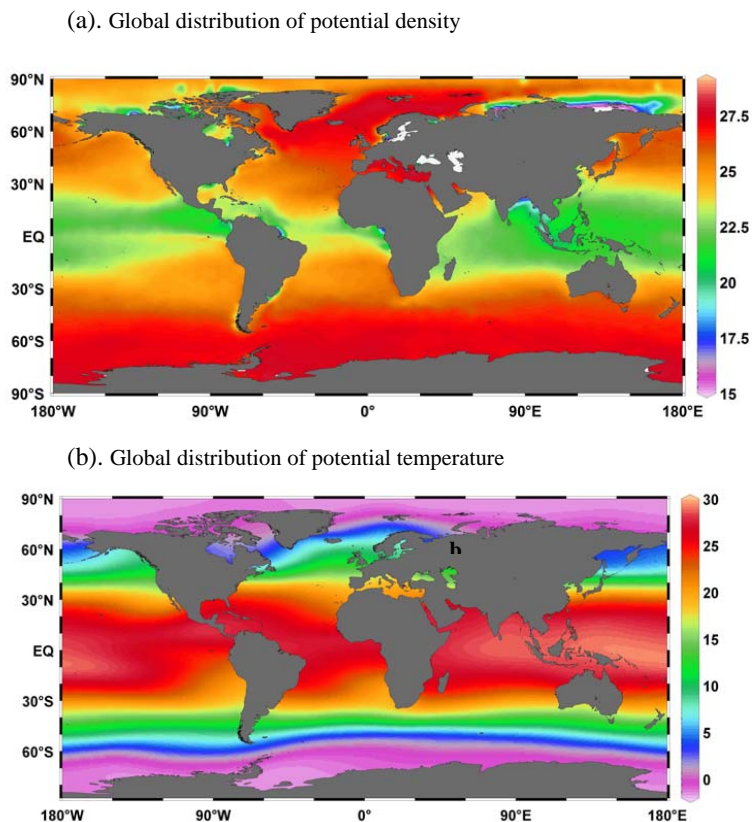 (a). Global distribution of potential density
90°N
60°N
30°N
EQ
30°S
60°S
90°S
180°W 90°W 0° 90°E 180°E
27.5
25
22.5
20
17.5
15
(b). Global distribution of potential temperature
90°N
60°N
30°N
EQ
30°S
60°S
180°W 90°W 0° 90°E 180°E
30
25
20
15
10
5
0
b